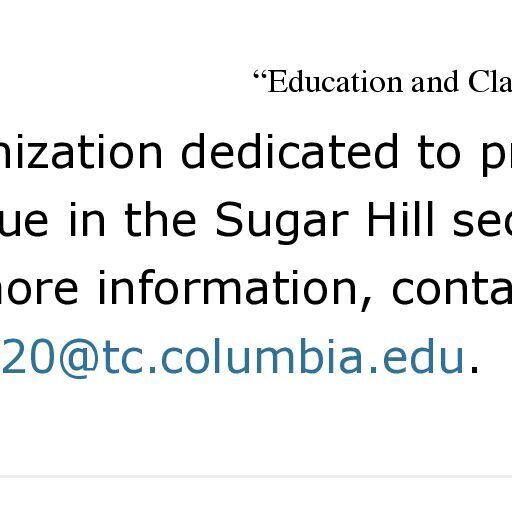 “Education and Cla
nization dedicated to pr
ue in the Sugar Hill sec
ore information, conta
20@tc.columbia.edu.